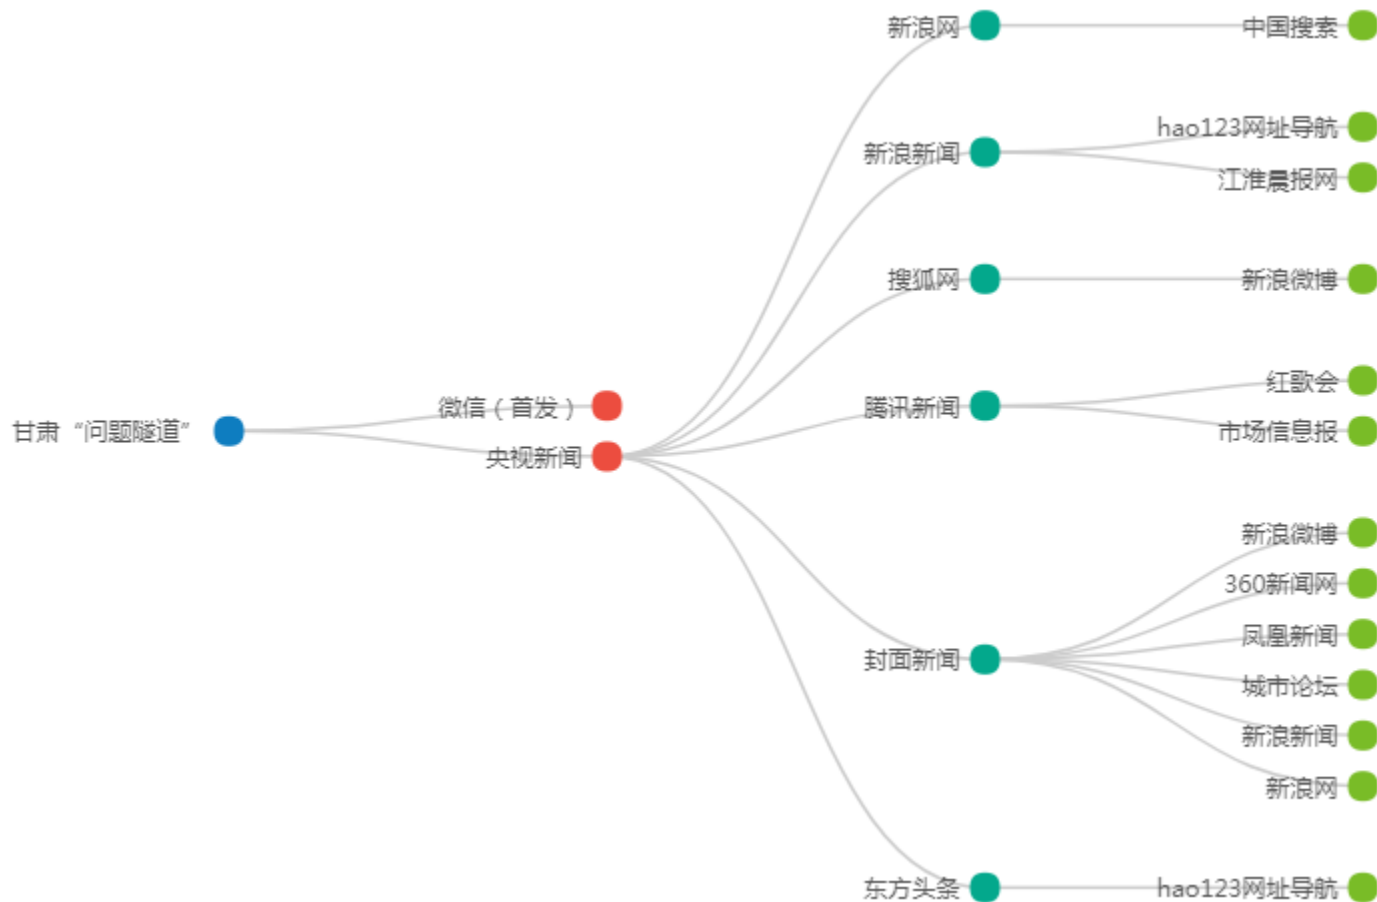 新浪网
中国搜索
hao123网址导航
新浪新闻
江淮晨报网
搜狐网
新浪微博
红歌会
微信（首发）
腾讯新闻
甘肃“问题隧道”
市场信息报
央视新闻
新浪微博
360新闻网
凤凰新闻
封面新闻
城市论坛
新浪新闻
新浪网
东方头条
hao123网址导航